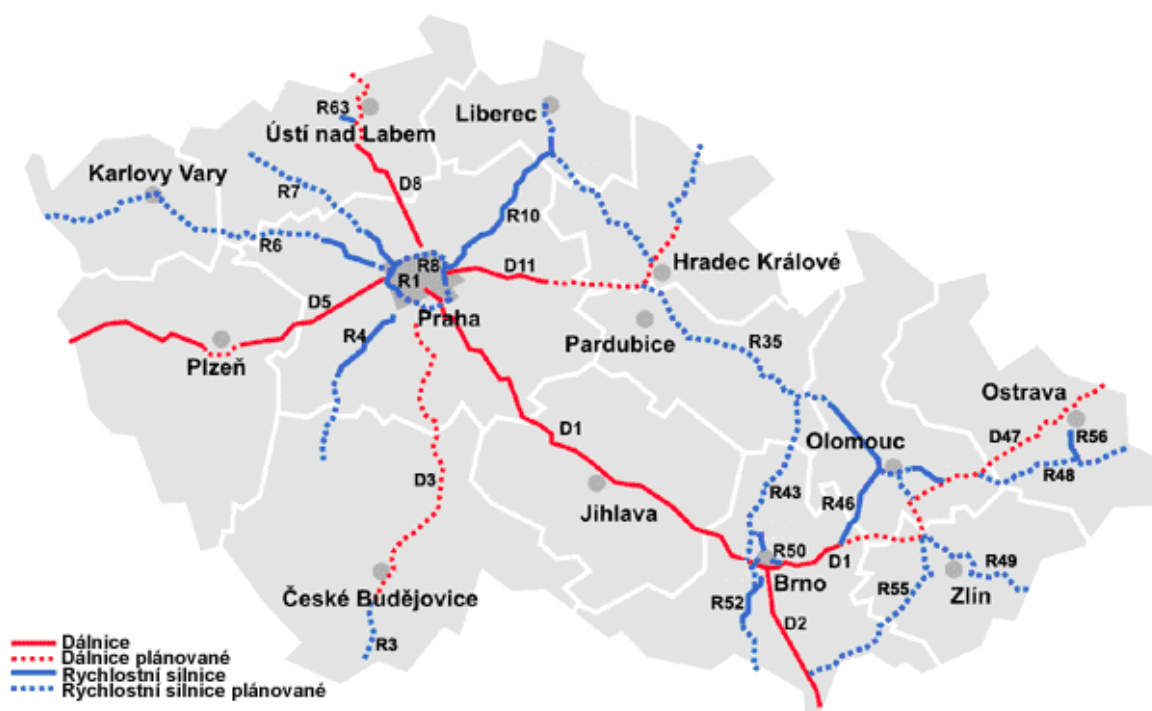 R63
Ústí nad Labem
Liberec
Karlovy Vary
R7
D8
R10
R6
R8
D11
Hradec Králové
R1
D5
Praha
R4
Pardubice
R35
Plzeň
Ostrava
D1
Olomouc
D47
R56
R48
D3
R43
Jihlava
R46
R50
D1
R49
Brno
R55
Zlín
R52
České Budějovice
D2
R3
Dálnice
Dálnice plánované
Rychlostní silnice
Rychlostní silnice plánované